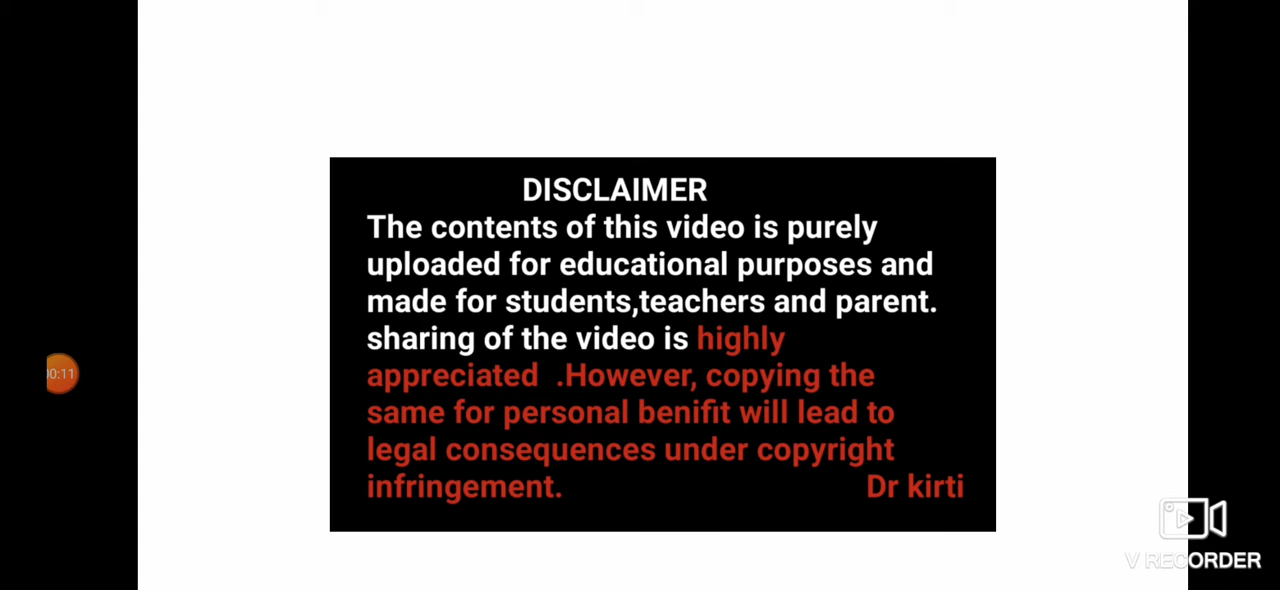 DISCLAIMER
The contents of this video is purely
uploaded for educational purposes and
made for students,teachers and parent.
sharing of the video is highly
appreciated .However, copying the
same for personal benifit will lead to
legal consequences under copyright
infringement. Dr kirti
00:11
V RECORDER